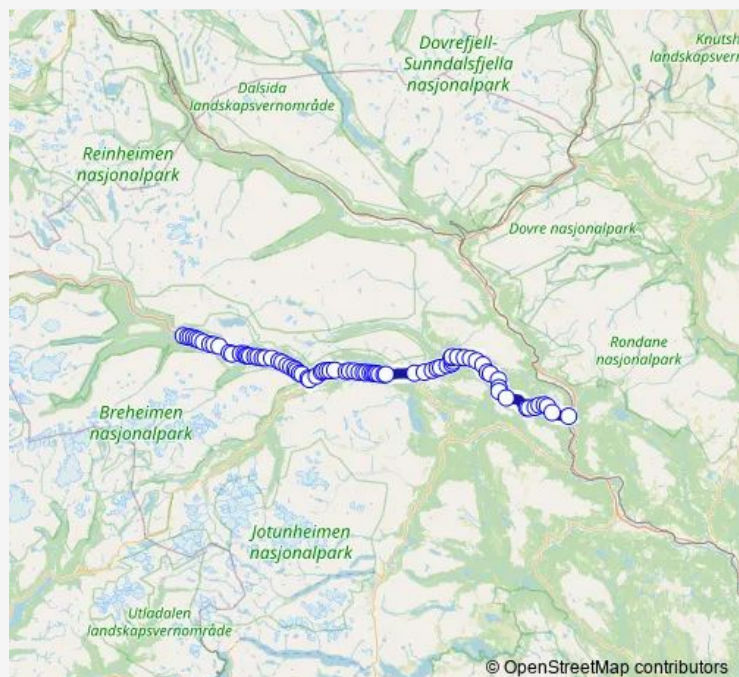 Dovrefjell-
Sunndalsfjella
nasjonalpark
Knutsh
landskapsvern
Dalsida
landskapsvernområde
Reinheimen
nasjonalpark
Dovre nasjonalpark
Rondane
nasjonalpark
Breheimen
nasjonalpark
Jotunheimen
nasjonalpark
Utladalen
landskapsvernområde
© OpenStreetMap contributors